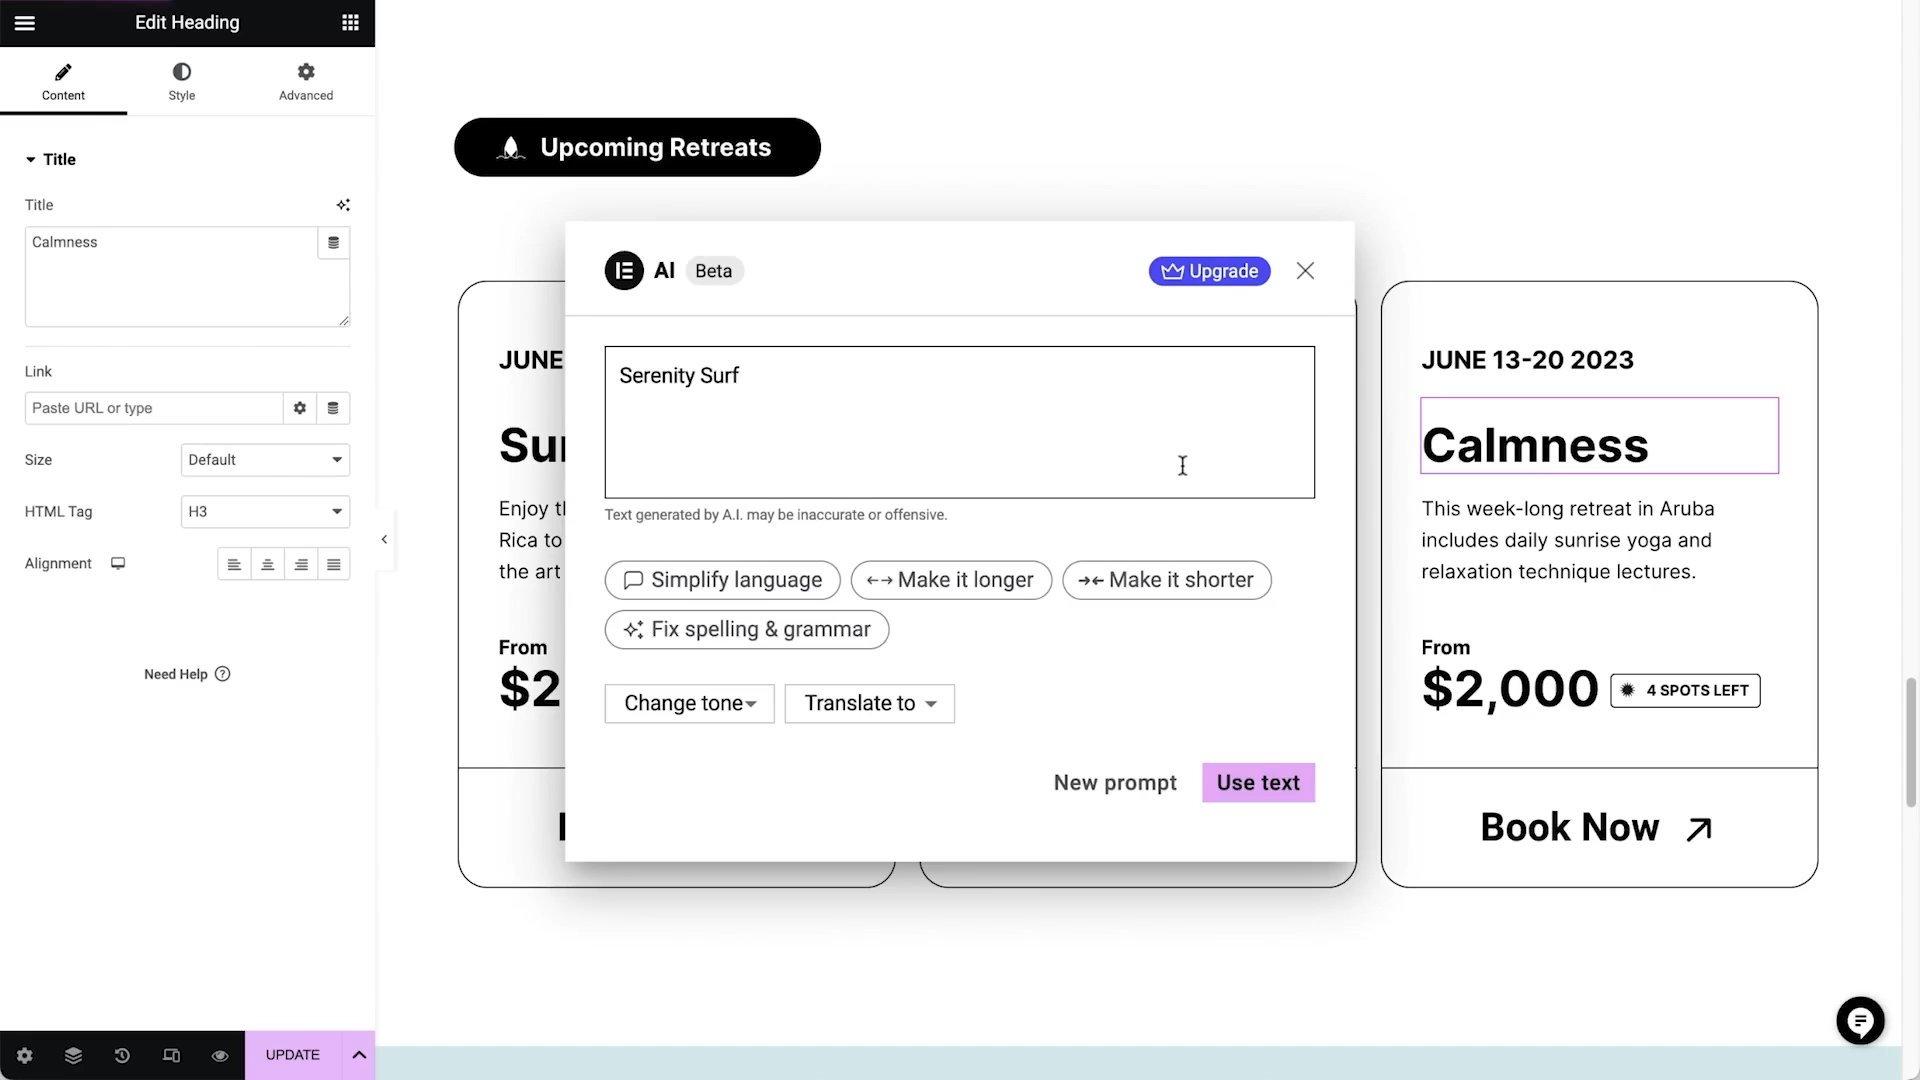 Edit Heading
Content
Style
Advanced
Title
Title
Calmness
Link
Paste URL or type
Size
Default
HTML Tag
H3
Alignment
Need Help
UPDATE
Upcoming Retreats
AI
Beta
Upgrade
Serenity Surf
Text generated by A.I. may be inaccurate or offensive.
Simplify language
Make it longer
Make it shorter
Fix spelling & grammar
Change tone
Translate to
New prompt
Use text
JUNE
Enjoy
Rica to
the art
From
$2
JUNE 13-20 2023
Calmness
This week-long retreat in Aruba
includes daily sunrise yoga and
relaxation technique lectures.
From
$2,000
4 SPOTS LEFT
Book Now